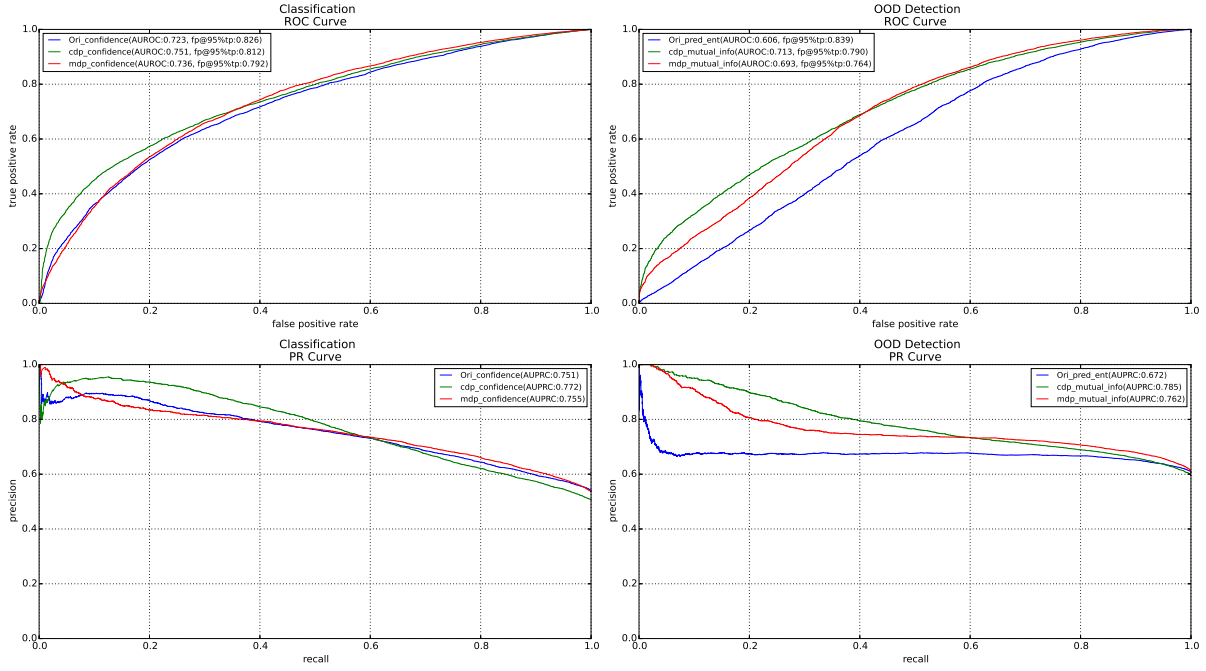 Classification
ROC Curve
1.0
0.8
0.6
0.4
0.2
0.0
true positive rate
Ori_confidence(AUROC:0.723, fp@95%tp:0.826)
cdp_confidence(AUROC:0.751, fp@95%tp:0.812)
mdp_confidence(AUROC:0.736, fp@95%tp:0.792)
0.0 0.2 0.4 0.6 0.8 1.0
false positive rate
OOD Detection
ROC Curve
1.0
0.8
0.6
0.4
0.2
0.0
true positive rate
Ori_pred_ent(AUROC:0.606, fp@95%tp:0.839)
cdp_mutual_info(AUROC:0.713, fp@95%tp:0.790)
mdp_mutual_info(AUROC:0.693, fp@95%tp:0.764)
0.0 0.2 0.4 0.6 0.8 1.0
false positive rate
Classification
PR Curve
1.0
0.8
0.6
0.4
0.2
0.0
precision
Ori_confidence(AUPRC:0.751)
cdp_confidence(AUPRC:0.772)
mdp_confidence(AUPRC:0.755)
0.0 0.2 0.4 0.6 0.8 1.0
recall
OOD Detection
PR Curve
1.0
0.8
0.6
0.4
0.2
0.0
precision
Ori_pred_ent(AUPRC:0.672)
cdp_mutual_info(AUPRC:0.785)
mdp_mutual_info(AUPRC:0.762)
0.0 0.2 0.4 0.6 0.8 1.0
recall